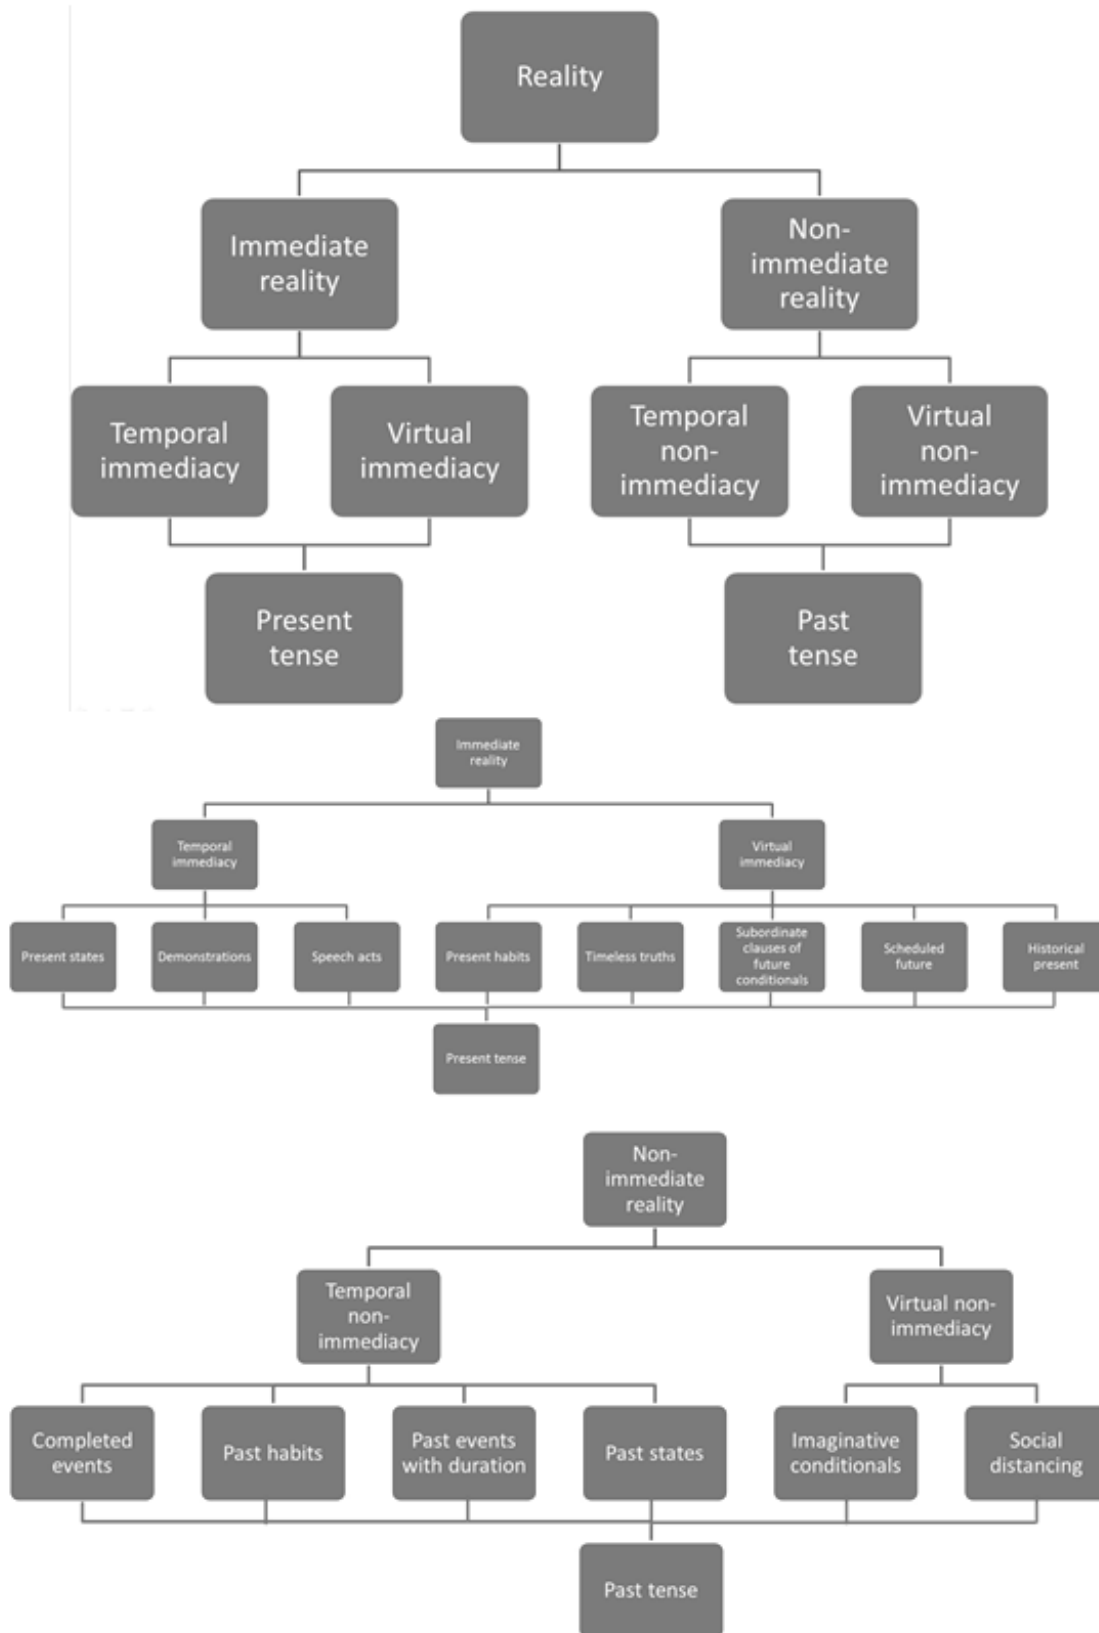 Reality
Immediate
reality
Non-
immediate
reality
Temporal
immediacy
Virtual
immediacy
Temporal
non-
immediacy
Virtual
non-
immediacy
Present
tense
Past
tense
Immediate
reality
Temporal
immediacy
Virtual
immediacy
Present states
Demonstrations
Speech acts
Present habits
Timeless truths
Subordinate
clauses of
future
conditionals
Scheduled
future
Historical
present
Present tense
Non-
immediate
reality
Temporal
non-
immediacy
Virtual non-
immediacy
Completed
events
Past habits
Past events
with duration
Past states
Imaginative
conditionals
Social
distancing
Past tense